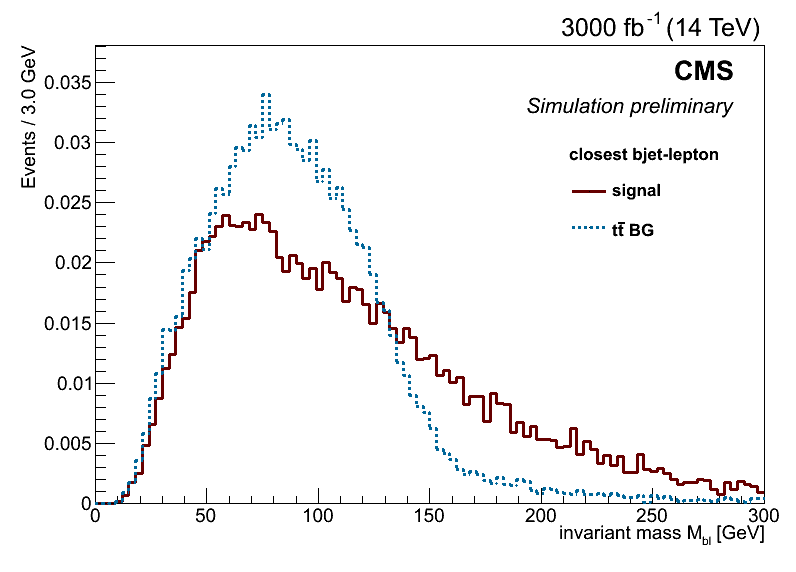 3000 fb⁻¹ (14 TeV)
CMS
Simulation preliminary
closest bjet-lepton
signal
tt̄ BG
Events / 3.0 GeV
0.035
0.03
0.025
0.02
0.015
0.01
0.005
0
0 50 100 150 200 250 300
invariant mass M_bl [GeV]